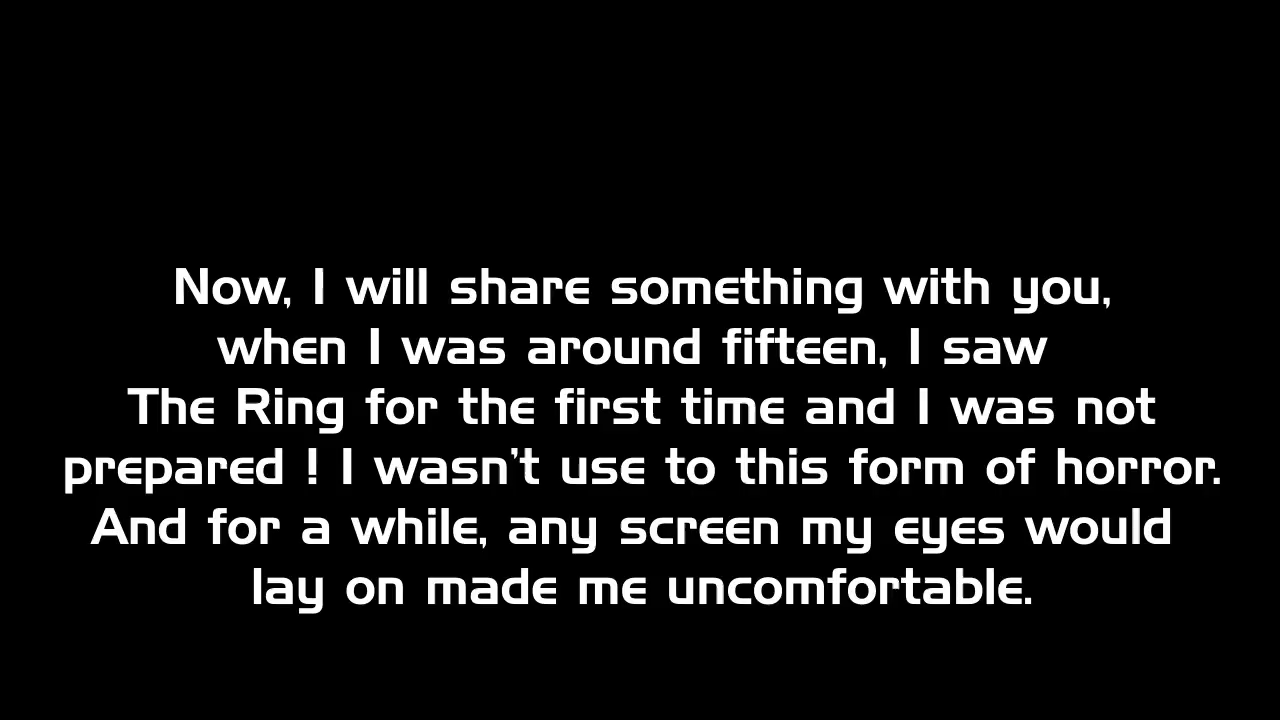 Now, I will share something with you,
when I was around fifteen, I saw
The Ring for the first time and I was not
prepared ! I wasn't use to this form of horror.
And for a while, any screen my eyes would
lay on made me uncomfortable.